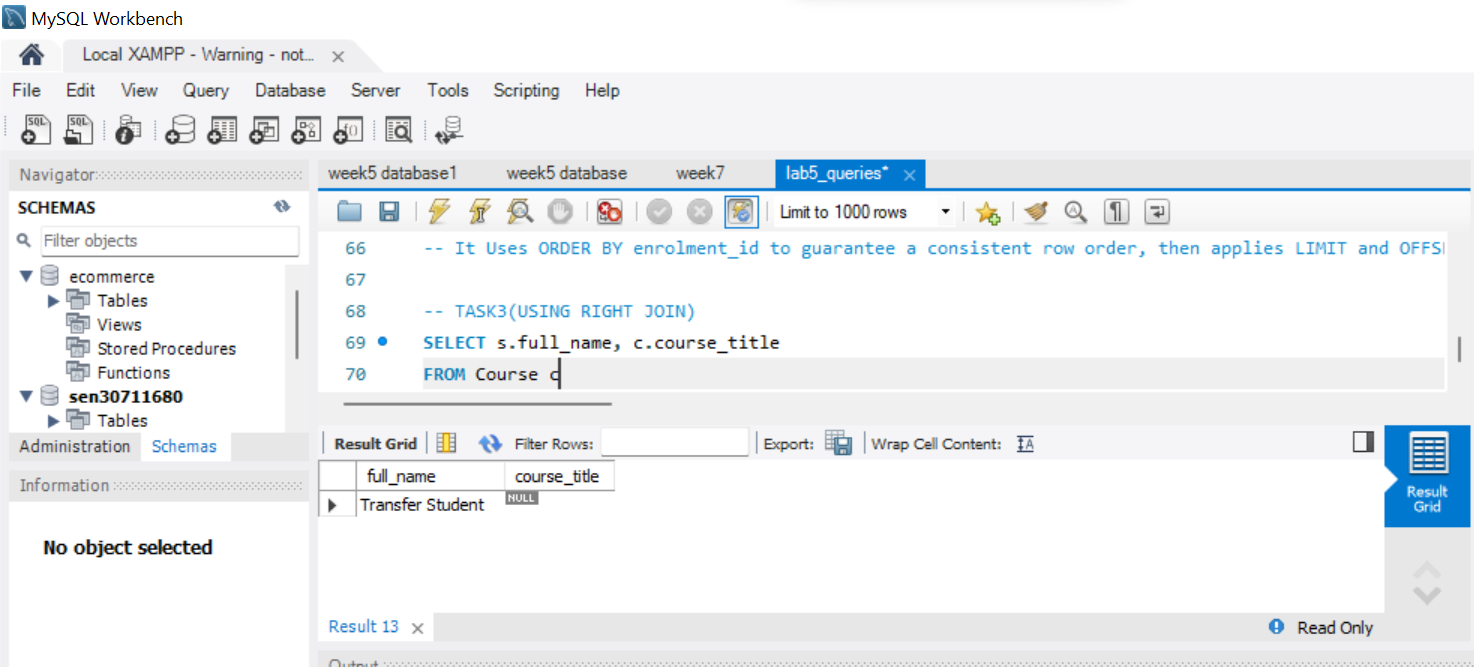 MySQL Workbench
Local XAMPP - Warning - not...
File Edit View Query Database Server Tools Scripting Help
SQL SQL
Navigator
SCHEMAS
Filter objects
ecommerce
Tables
Views
Stored Procedures
Functions
sen30711680
Tables
Administration Schemas
Information
No object selected
week5 database1 week5 database week7 lab5_queries*
Limit to 1000 rows
66 -- It Uses ORDER BY enrolment_id to guarantee a consistent row order, then applies LIMIT and OFFS
67
68 -- TASK3(USING RIGHT JOIN)
69 SELECT s.full_name, c.course_title
70 FROM Course c
Result Grid Filter Rows: Export: Wrap Cell Content: IA
full_name course_title
Transfer Student NULL
Result Grid
Result 13
Read Only
Output